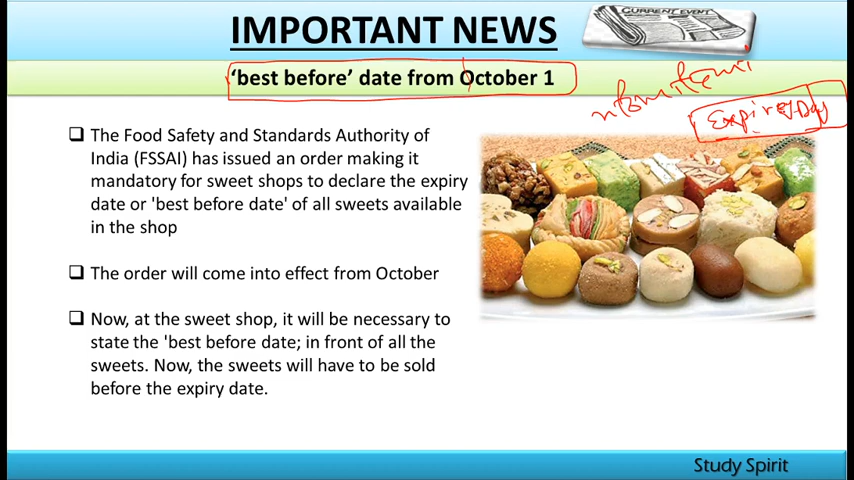 IMPORTANT NEWS
CURRENT EVENT
‘best before’ date from October 1
Expirey Day
❑ The Food Safety and Standards Authority of
India (FSSAI) has issued an order making it
mandatory for sweet shops to declare the expiry
date or 'best before date' of all sweets available
in the shop
❑ The order will come into effect from October
❑ Now, at the sweet shop, it will be necessary to
state the 'best before date; in front of all the
sweets. Now, the sweets will have to be sold
before the expiry date.
Study Spirit